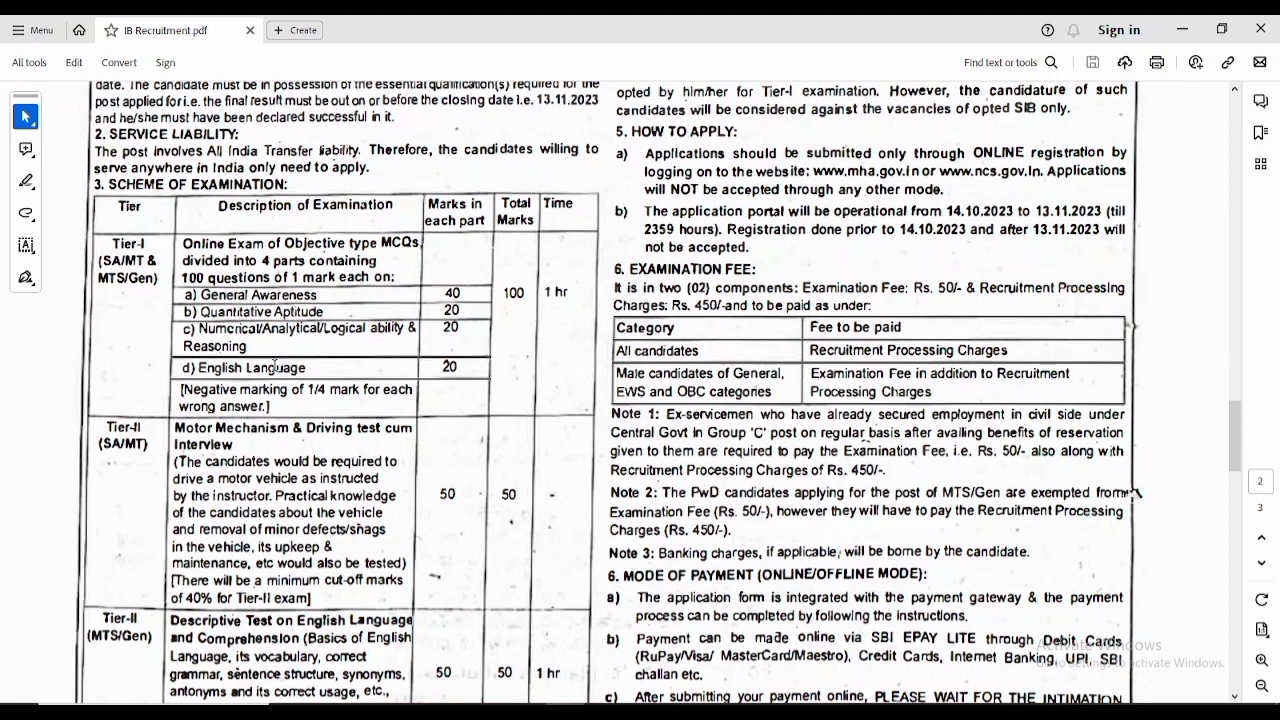 Menu
IB Recruitment.pdf
Create
Sign in
All tools
Edit
Convert
Sign
Find text or tools
date. The candidate must be in possession of the essential qualification(s) required for the
post applied for i.e. the final result must be out on or before the closing date i.e. 13.11.2023
and he/she must have been declared successful in it.
2. SERVICE LIABILITY:
The post involves All India Transfer liability. Therefore, the candidates willing to
serve anywhere in India only need to apply.
3. SCHEME OF EXAMINATION:
Tier
Description of Examination
Marks in
each part
Total
Marks
Time
Tier-I
(SA/MT &
MTS/Gen)
Online Exam of Objective type MCQs,
divided into 4 parts containing
100 questions of 1 mark each on:
a) General Awareness
40
100
1 hr
b) Quantitative Aptitude
20
c) Numerical/Analytical/Logical ability &
Reasoning
20
d) English Language
20
[Negative marking of 1/4 mark for each
wrong answer.]
Tier-II
(SA/MT)
Motor Mechanism & Driving test cum
Interview
(The candidates would be required to
drive a motor vehicle as instructed
by the instructor. Practical knowledge
of the candidates about the vehicle
and removal of minor defects/snags
in the vehicle, its upkeep &
maintenance, etc would also be tested)
[There will be a minimum cut-off marks
of 40% for Tier-II exam]
50
50
-
Tier-II
(MTS/Gen)
Descriptive Test on English Language
and Comprehension (Basics of English
Language, its vocabulary, correct
grammar, sentence structure, synonyms,
antonyms and its correct usage, etc.,
50
50
1 hr
opted by him/her for Tier-I examination. However, the candidature of such
candidates will be considered against the vacancies of opted SIB only.
5. HOW TO APPLY:
a) Applications should be submitted only through ONLINE registration by
logging on to the website: www.mha.gov.in or www.ncs.gov.in. Applications
will NOT be accepted through any other mode.
b) The application portal will be operational from 14.10.2023 to 13.11.2023 (till
2359 hours). Registration done prior to 14.10.2023 and after 13.11.2023 will
not be accepted.
6. EXAMINATION FEE:
It is in two (02) components: Examination Fee: Rs. 50/- & Recruitment Processing
Charges: Rs. 450/-and to be paid as under:
Category
Fee to be paid
All candidates
Recruitment Processing Charges
Male candidates of General,
EWS and OBC categories
Examination Fee in addition to Recruitment
Processing Charges
Note 1: Ex-servicemen who have already secured employment in civil side under
Central Govt in Group 'C' post on regular basis after availing benefits of reservation
given to them are required to pay the Examination Fee, i.e. Rs. 50/- also along with
Recruitment Processing Charges of Rs. 450/-.
Note 2: The PwD candidates applying for the post of MTS/Gen are exempted from
Examination Fee (Rs. 50/-), however they will have to pay the Recruitment Processing
Charges (Rs. 450/-).
Note 3: Banking charges, if applicable, will be borne by the candidate.
6. MODE OF PAYMENT (ONLINE/OFFLINE MODE):
a) The application form is integrated with the payment gateway & the payment
process can be completed by following the instructions.
b) Payment can be made online via SBI EPAY LITE through Debit Cards
(RuPay/Visa/ MasterCard/Maestro), Credit Cards, Internet Banking, UPI, SBI
challan etc.
c) After submitting your payment online, PLEASE WAIT FOR THE INTIMATION
Activate Windows
Go to Settings to activate Windows.
2
3